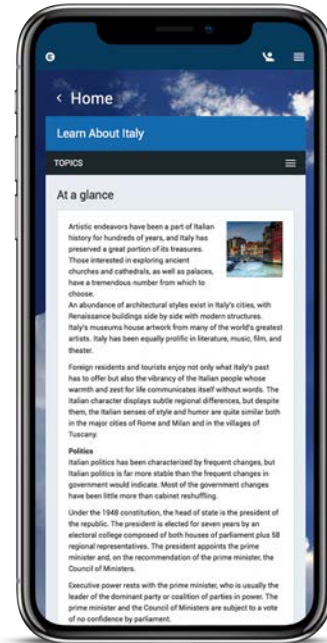 Home
Learn About Italy
TOPICS
At a glance
Artistic endeavors have been a part of Italian
history for hundreds of years, and Italy has
preserved a great portion of its treasures.
Those interested in exploring ancient
churches and cathedrals, as well as palaces,
have a tremendous number from which to
choose.
An abundance of architectural styles exist in Italy's cities, with
Renaissance buildings side by side with modern structures.
Italy's museums house artwork from many of the world's greatest
artists. Italy has been equally prolific in literature, music, film, and
theater.
Foreign residents and tourists enjoy not only what Italy's past
has to offer but also the vibrancy of the Italian people whose
warmth and zest for life communicates itself without words. The
Italian character displays subtle regional differences, but despite
them, the Italian senses of style and humor are quite similar both
in the major cities of Rome and Milan and in the villages of
Tuscany.
Politics
Italian politics has been characterized by frequent changes, but
Italian politics is far more stable than the frequent changes in
government would indicate. Most of the government changes
have been little more than cabinet reshuffling.
Under the 1948 constitution, the head of state is the president of
the republic. The president is elected for seven years by an
electoral college composed of both houses of parliament plus 58
regional representatives. The president appoints the prime
minister and, on the recommendation of the prime minister, the
Council of Ministers.
Executive power rests with the prime minister, who is usually the
leader of the dominant party or coalition of parties in power. The
prime minister and the Council of Ministers are subject to a vote
of no confidence by parliament.